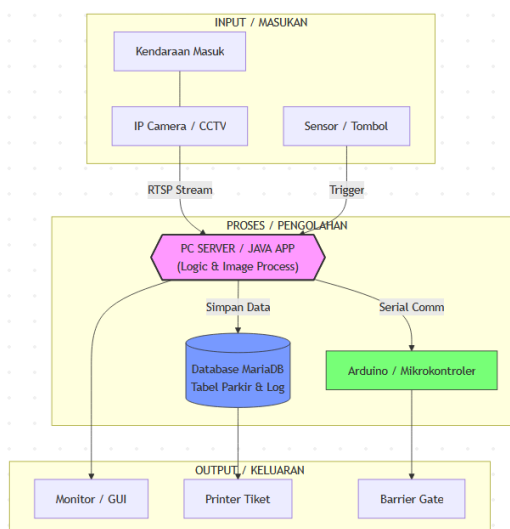 INPUT / MASUKAN
Kendaraan Masuk
IP Camera / CCTV
Sensor / Tombol
RTSP Stream
Trigger
PROSES / PENGOLAHAN
PC SERVER / JAVA APP
(Logic & Image Process)
Simpan Data
Serial Comm
Database MariaDB
Tabel Parkir & Log
Arduino / Mikrokontroler
OUTPUT / KELUARAN
Monitor / GUI
Printer Tiket
Barrier Gate